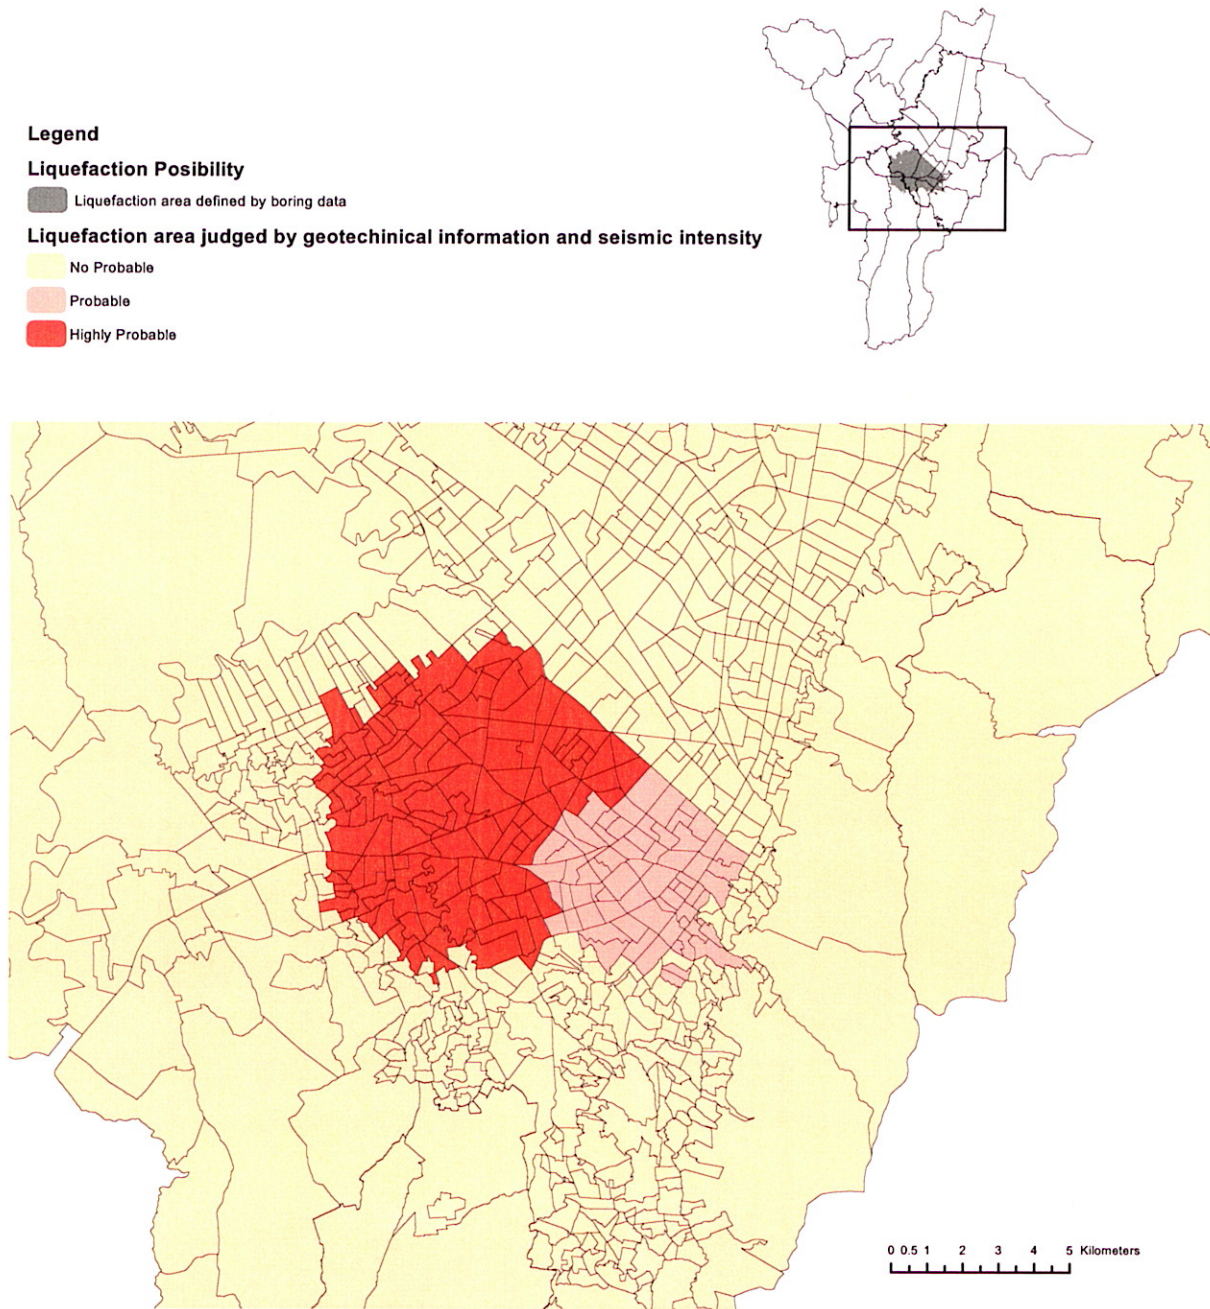 Legend
Liquefaction Posibility
Liquefaction area defined by boring data
Liquefaction area judged by geotechinical information and seismic intensity
No Probable
Probable
Highly Probable
0 0.5 1 2 3 4 5 Kilometers